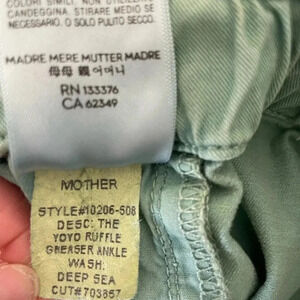 COLORI SIMILI. NON UTILIZZARE
CANDEGGINA. STIRARE MEDIO SE
NECESSARIO. O SOLO PULITO SECCO.
MADRE MERE MUTTER MADRE
母母 親 어머니
RN 133376
CA 62349
MOTHER
STYLE#10206-508
DESC: THE
YOYO RUFFLE
GREASER ANKLE
WASH:
DEEP SEA
CUT#703857